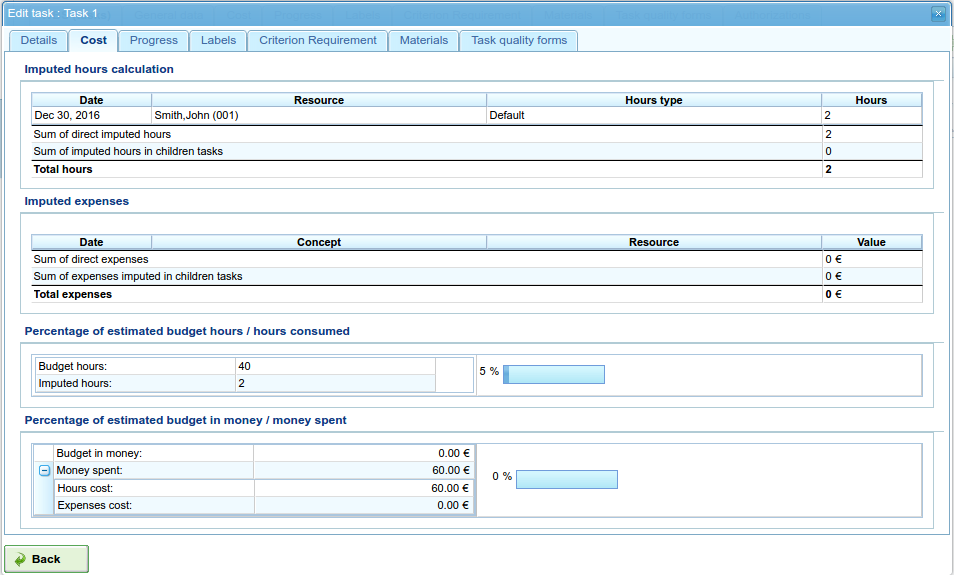 Edit task : Task 1
Details Cost Progress Labels Criterion Requirement Materials Task quality forms
Imputed hours calculation
Date Resource Hours type Hours
Dec 30, 2016 Smith,John (001) Default 2
Sum of direct imputed hours 2
Sum of imputed hours in children tasks 0
Total hours 2
Imputed expenses
Date Concept Resource Value
Sum of direct expenses 0 €
Sum of expenses imputed in children tasks 0 €
Total expenses 0 €
Percentage of estimated budget hours / hours consumed
Budget hours: 40
5 %
Imputed hours: 2
Percentage of estimated budget in money / money spent
Budget in money: 0.00 €
Money spent: 60.00 €
0 %
Hours cost: 60.00 €
Expenses cost: 0.00 €
Back